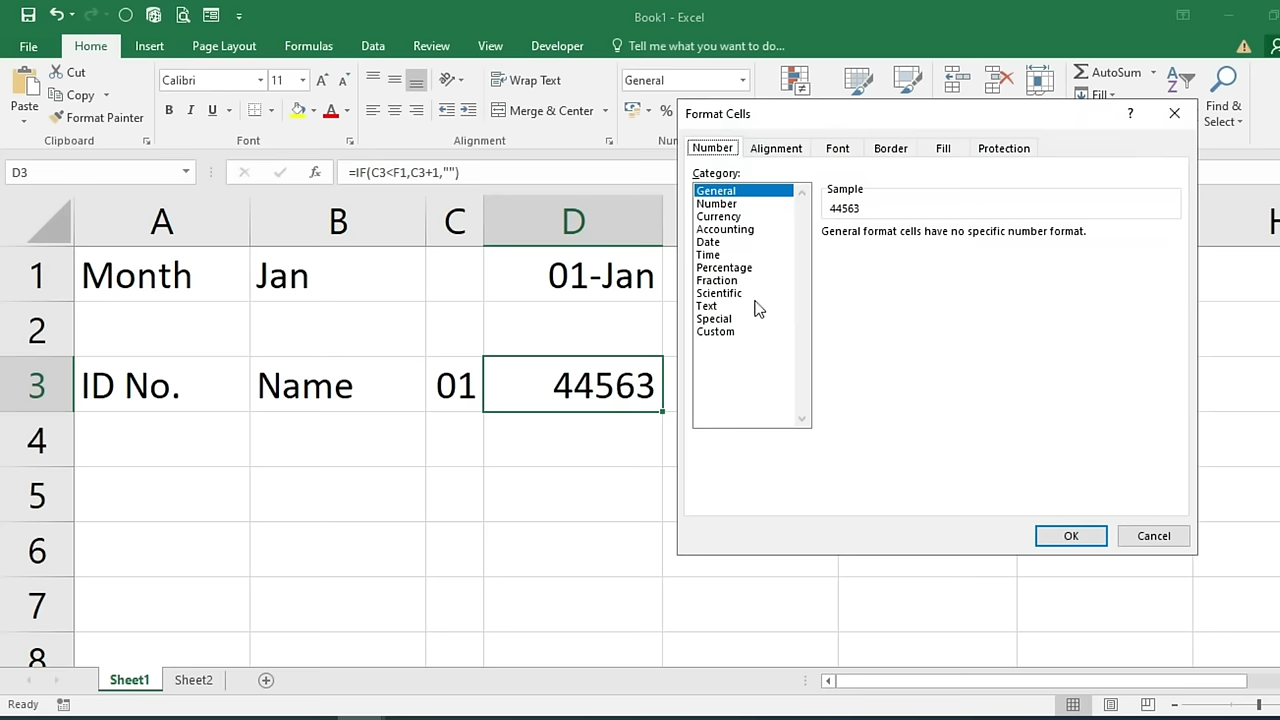 Book1 - Excel
File Home Insert Page Layout Formulas Data Review View Developer Tell me what you want to do...
Paste
Cut
Copy
Format Painter
Clipboard
Calibri 11
B I U A
Font
Wrap Text
Merge & Center
Alignment
General
%
AutoSum
Fill
Find &
Select
D3 fx =IF(C3<F1,C3+1,"")
A B C D H
1 Month Jan 01-Jan
2
3 ID No. Name 01 44563
4
5
6
7
8
Format Cells ?
Number Alignment Font Border Fill Protection
Category:
General
Number
Currency
Accounting
Date
Time
Percentage
Fraction
Scientific
Text
Special
Custom
Sample
44563
General format cells have no specific number format.
OK Cancel
Sheet1 Sheet2
Ready